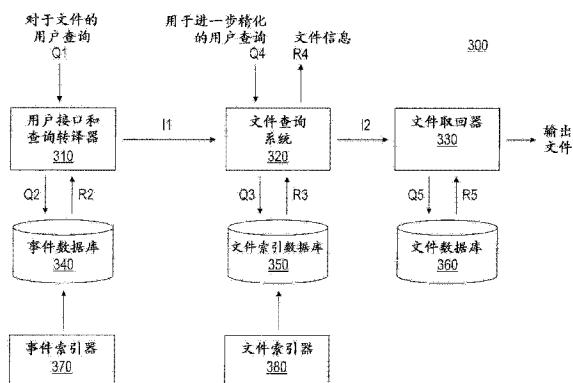 对于文件的
用户查询
Q1
用于进一步精化
的用户查询
Q4
文件信息
R4
300
用户接口和
查询转译器
310
I1
文件查询
系统
320
I2
文件取回器
330
输出
文件
Q2
R2
Q3
R3
Q5
R5
事件数据库
340
文件索引数据库
350
文件数据库
360
事件索引器
370
文件索引器
380